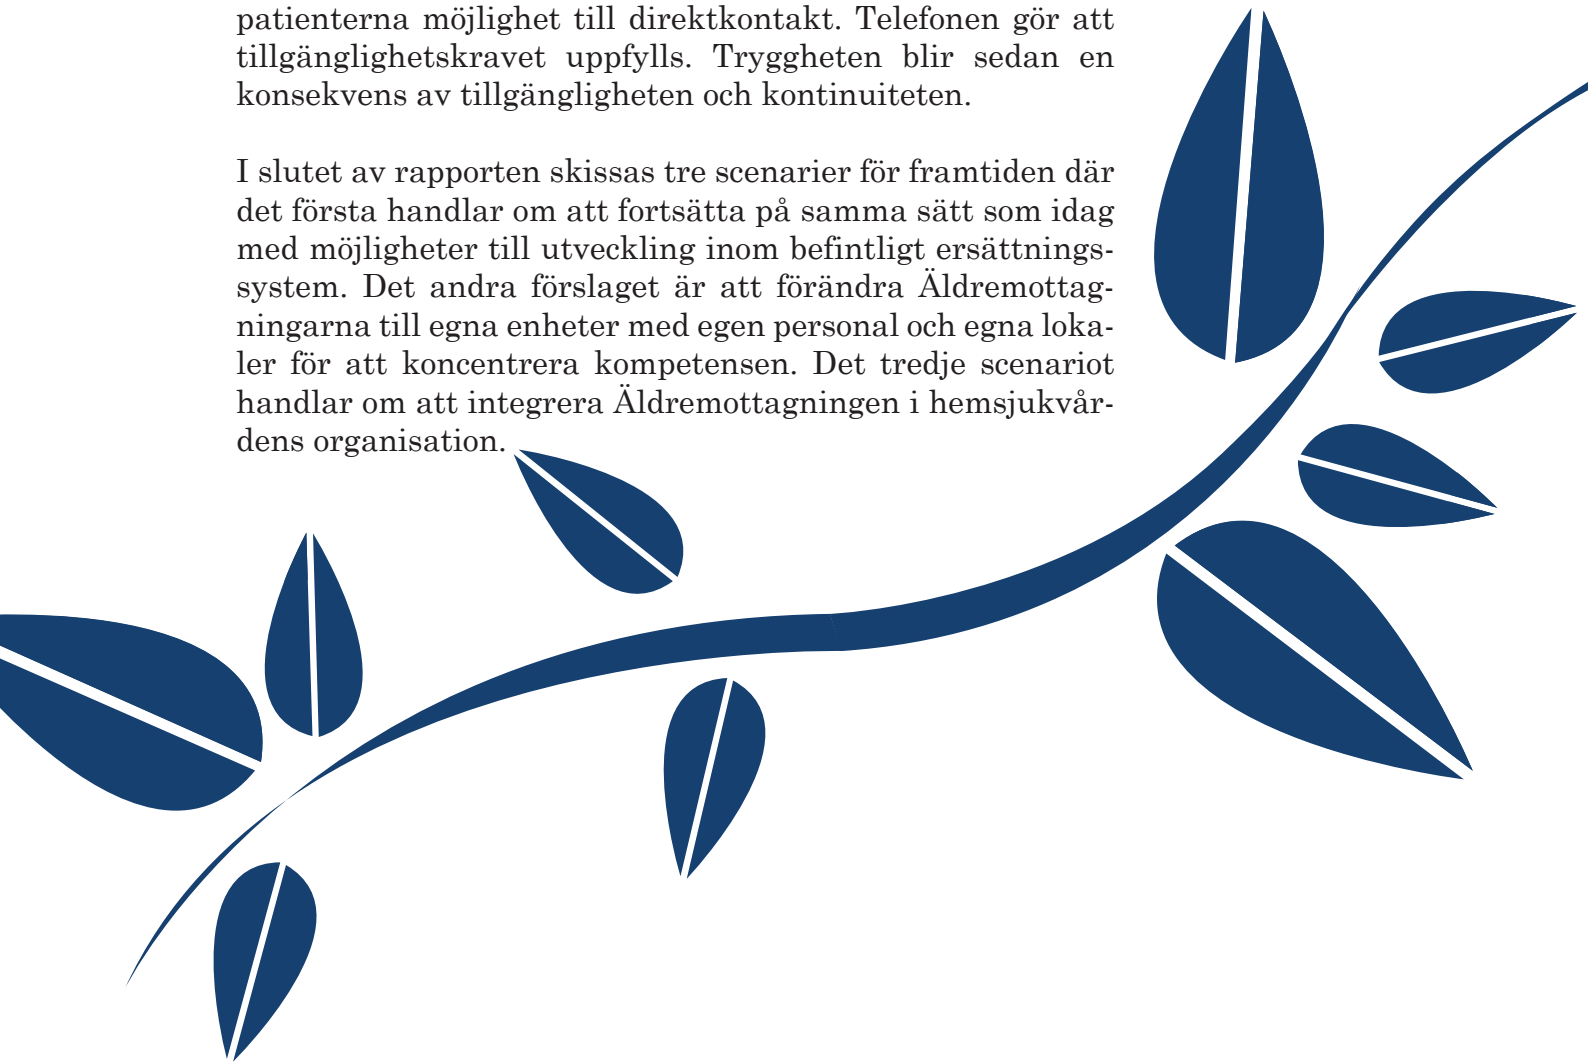 patienterna möjlighet till direktkontakt. Telefonen gör att
tillgänglighetskravet uppfylls. Tryggheten blir sedan en
konsekvens av tillgängligheten och kontinuiteten.
I slutet av rapporten skissas tre scenarier för framtiden där
det första handlar om att fortsätta på samma sätt som idag
med möjligheter till utveckling inom befintligt ersättnings-
system. Det andra förslaget är att förändra Äldremottag-
ningarna till egna enheter med egen personal och egna loka-
ler för att koncentrera kompetensen. Det tredje scenariot
handlar om att integrera Äldremottagningen i hemsjukvår-
dens organisation.